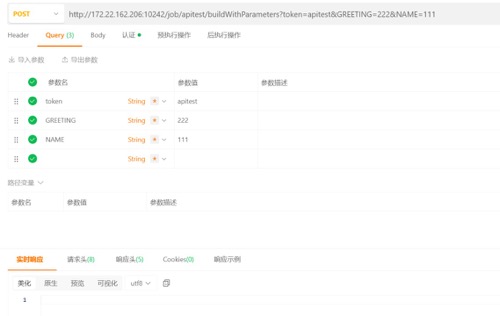 POST http://172.22.162.206:10242/job/apitest/buildWithParameters?token=apitest&GREETING=222&NAME=111
Header Query (3) Body 认证 预执行操作 后执行操作
导入参数 导出参数
参数名 参数值 参数描述
token String * apitest
GREETING String * 222
NAME String * 111
String *
路径变量
参数名 参数值 参数描述
实时响应 请求头(8) 响应头(5) Cookies(0) 响应示例
美化 原生 预览 可视化 utf8
1